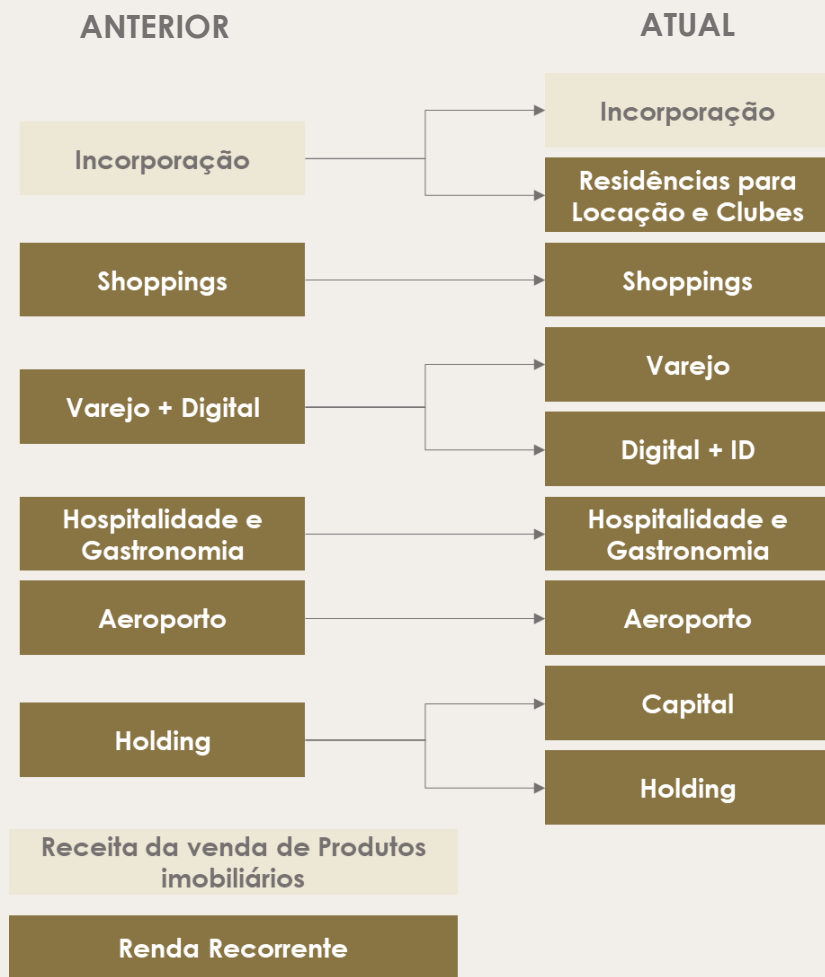 ANTERIOR
ATUAL
Incorporação
Incorporação
Residências para
Locação e Clubes
Shoppings
Shoppings
Varejo + Digital
Varejo
Digital + ID
Hospitalidade e
Gastronomia
Hospitalidade e
Gastronomia
Aeroporto
Aeroporto
Holding
Capital
Holding
Receita da venda de Produtos
imobiliários
Renda Recorrente